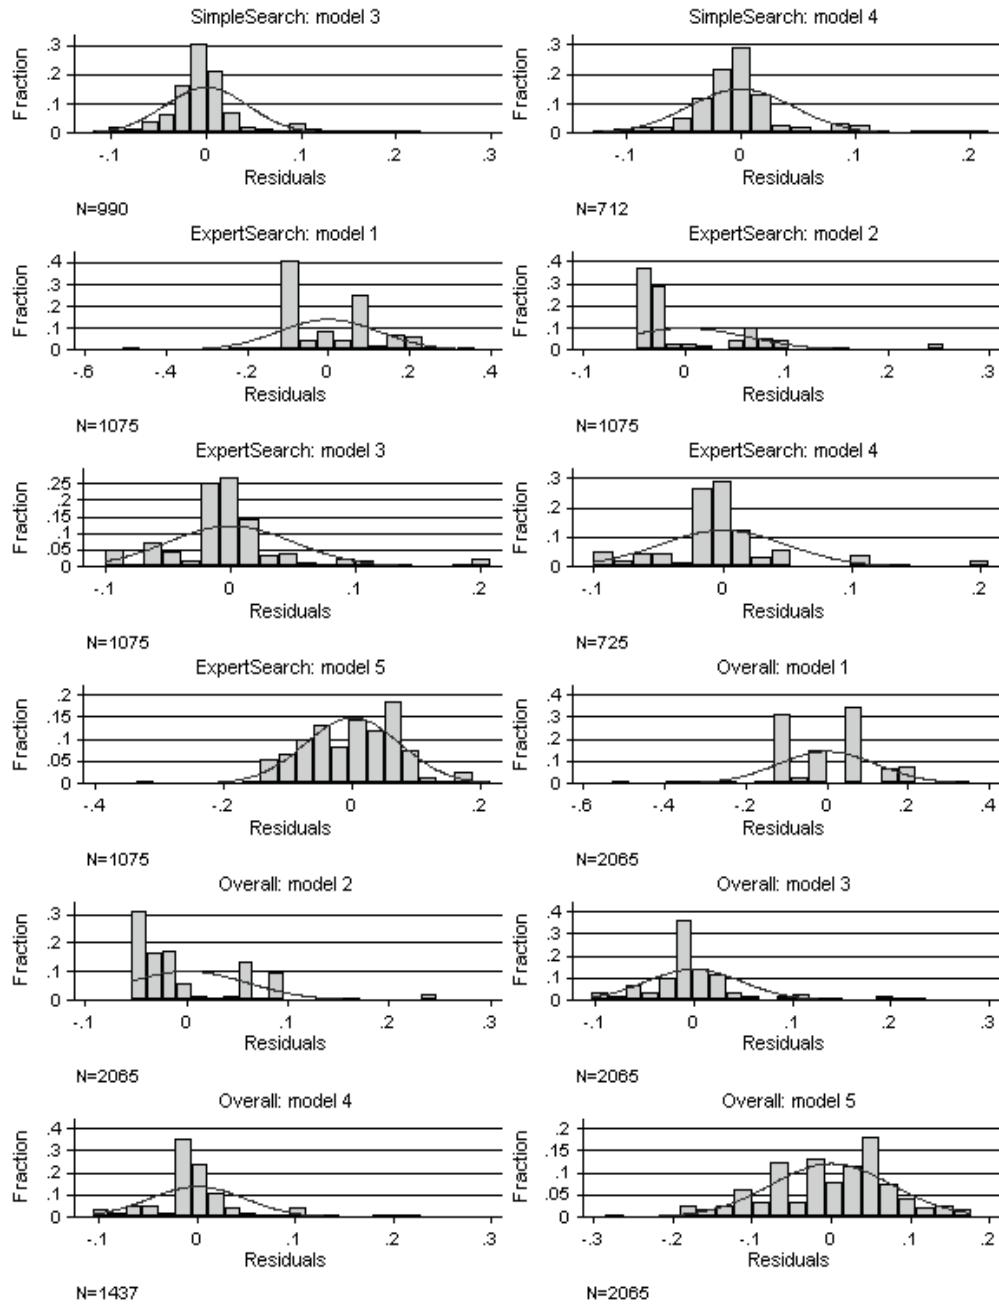 SimpleSearch: model 3
Fraction
.3
.2
.1
0
-.1 0 .1 .2 .3
Residuals
N=990
SimpleSearch: model 4
Fraction
.3
.2
.1
0
-.1 0 .1 .2
Residuals
N=712
ExpertSearch: model 1
Fraction
.4
.3
.2
.1
0
-.6 -.4 -.2 0 .2 .4
Residuals
N=1075
ExpertSearch: model 2
Fraction
.4
.3
.2
.1
0
-.1 0 .1 .2 .3
Residuals
N=1075
ExpertSearch: model 3
Fraction
.25
.2
.15
.1
.05
0
-.1 0 .1 .2
Residuals
N=1075
ExpertSearch: model 4
Fraction
.3
.2
.1
0
-.1 0 .1 .2
Residuals
N=725
ExpertSearch: model 5
Fraction
.2
.15
.1
.05
0
-.4 -.2 0 .2
Residuals
N=1075
Overall: model 1
Fraction
.4
.3
.2
.1
0
-.6 -.4 -.2 0 .2 .4
Residuals
N=2065
Overall: model 2
Fraction
.3
.2
.1
0
-.1 0 .1 .2 .3
Residuals
N=2065
Overall: model 3
Fraction
.4
.3
.2
.1
0
-.1 0 .1 .2 .3
Residuals
N=2065
Overall: model 4
Fraction
.4
.3
.2
.1
0
-.1 0 .1 .2 .3
Residuals
N=1437
Overall: model 5
Fraction
.2
.15
.1
.05
0
-.3 -.2 -.1 0 .1 .2
Residuals
N=2065